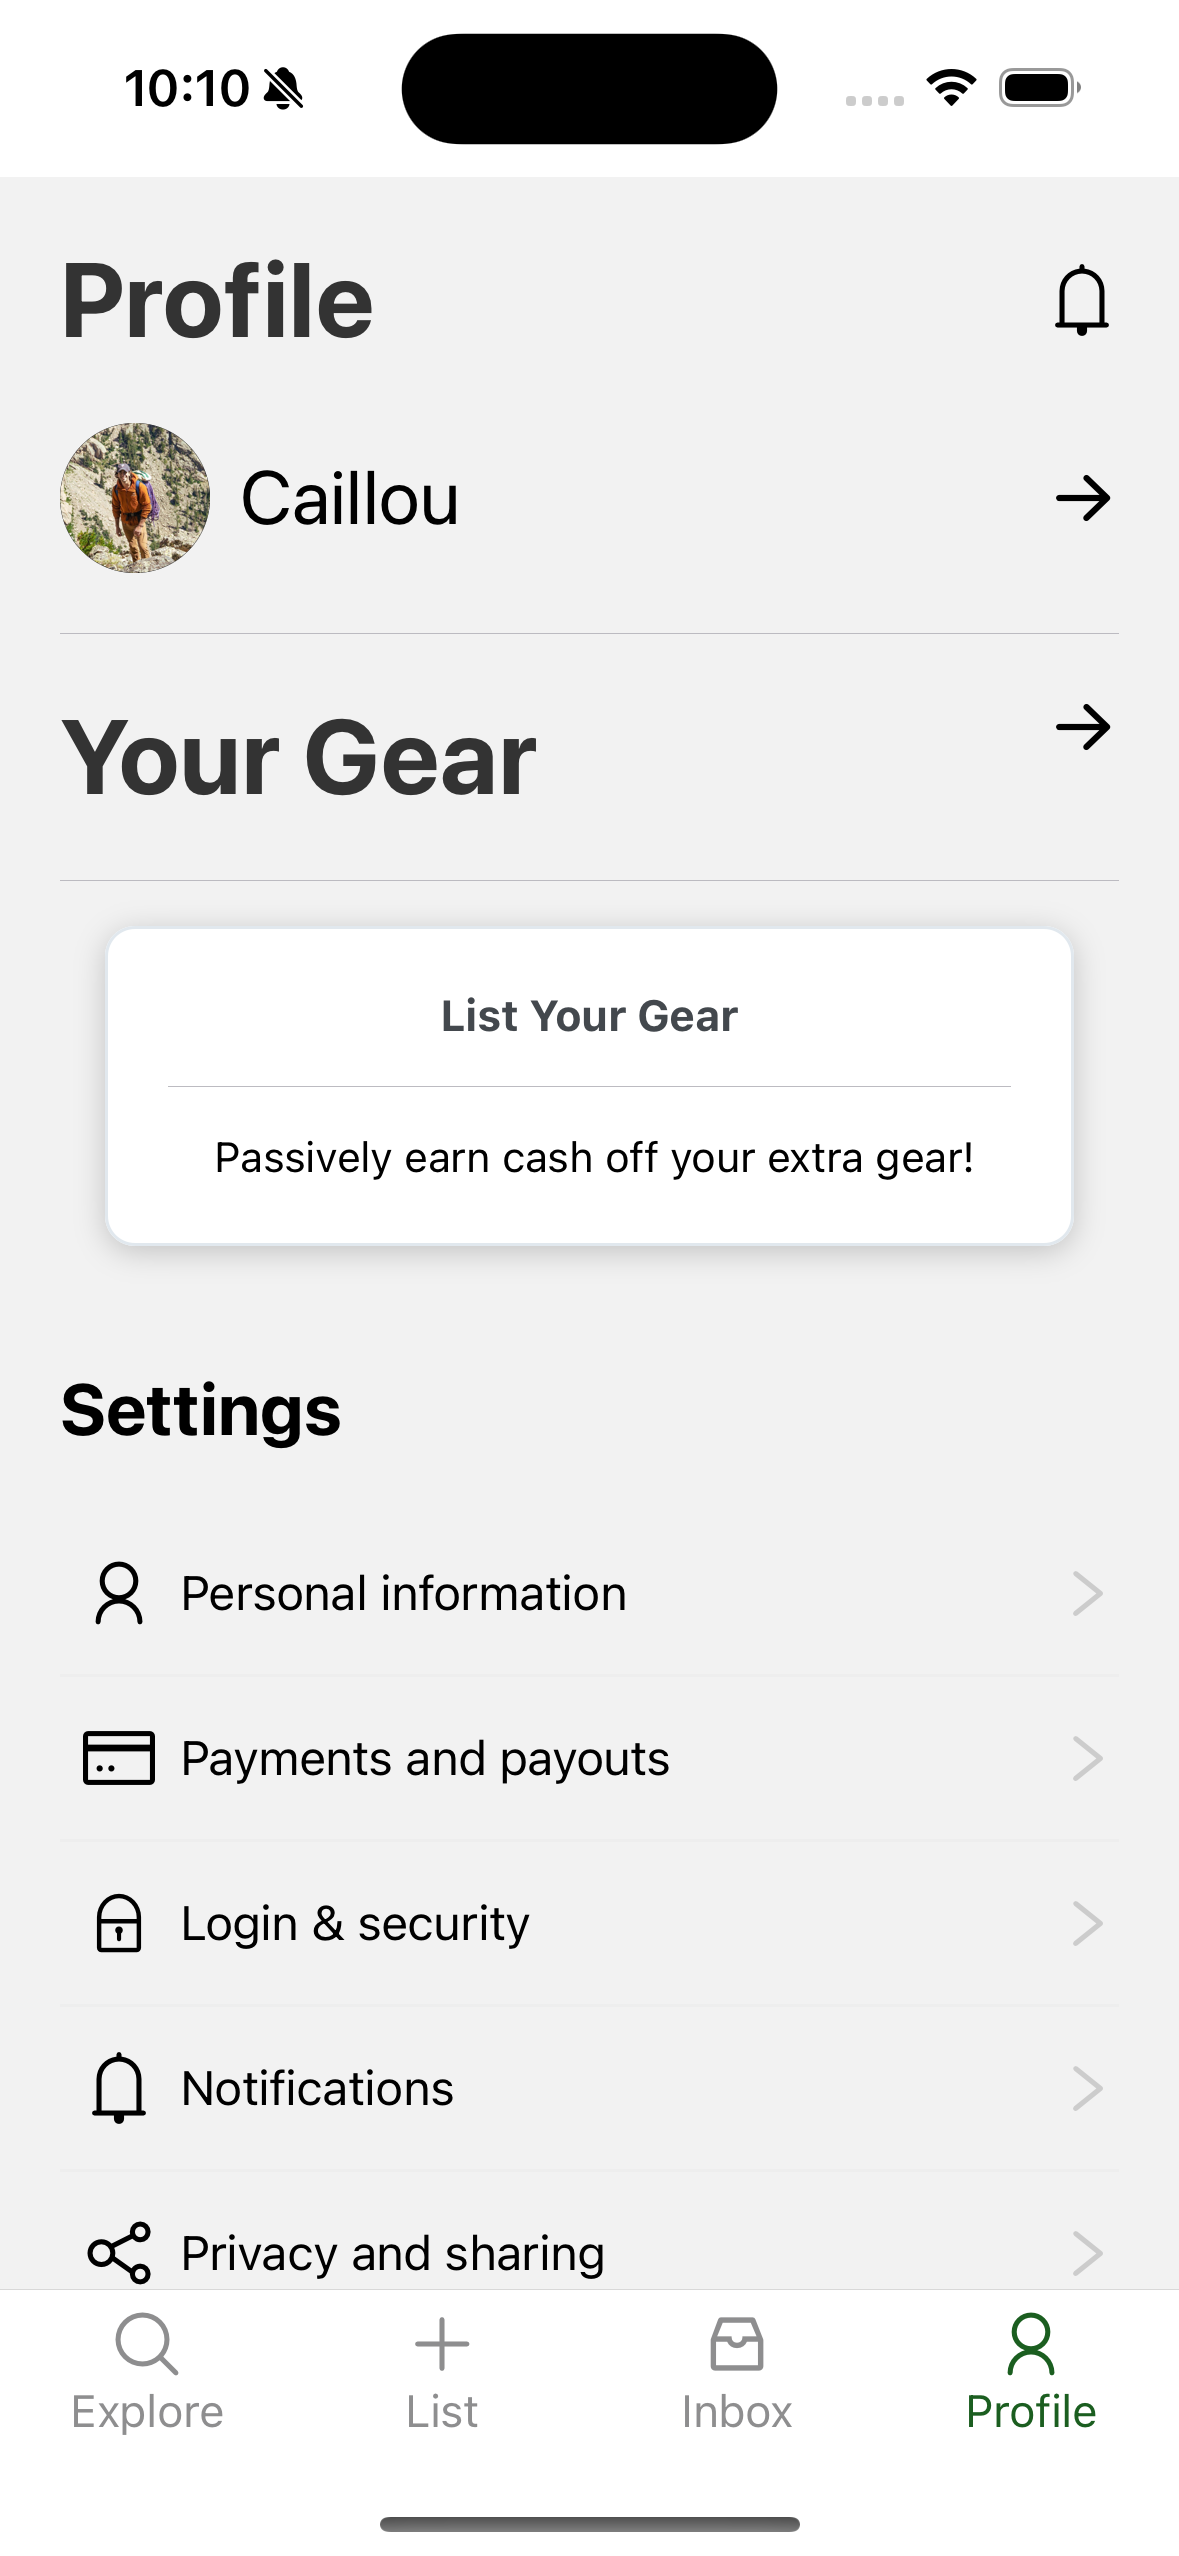 10:10
Profile
Caillou
Your Gear
List Your Gear
Passively earn cash off your extra gear!
Settings
Personal information
Payments and payouts
Login & security
Notifications
Privacy and sharing
Explore
List
Inbox
Profile